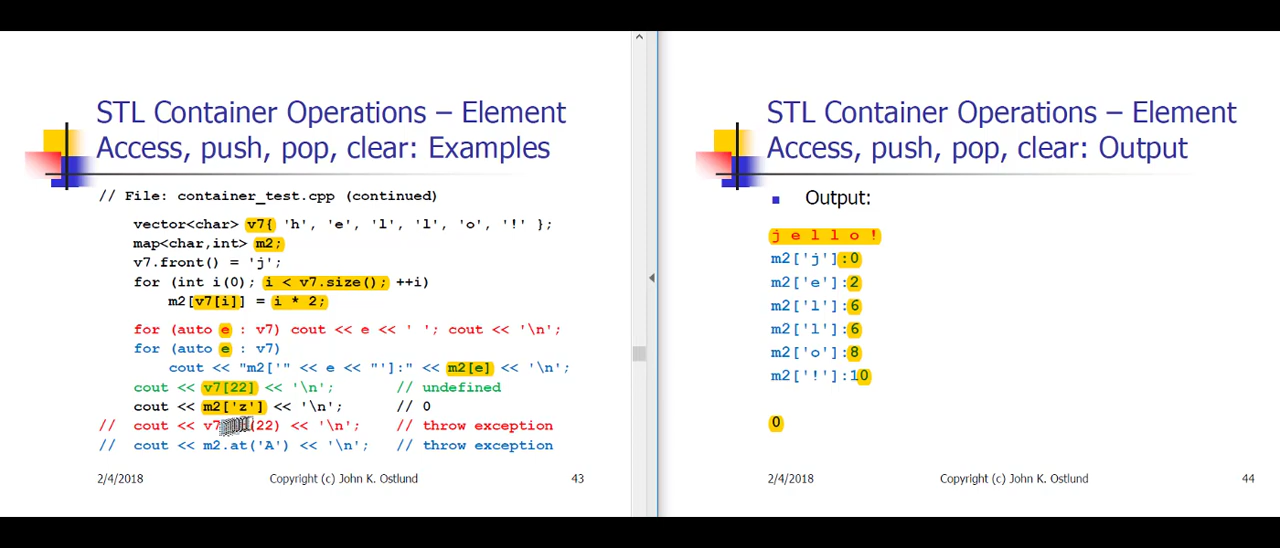 STL Container Operations – Element
Access, push, pop, clear: Examples
// File: container_test.cpp (continued)
vector<char> v7{ 'h', 'e', 'l', 'l', 'o', '!' };
map<char,int> m2;
v7.front() = 'j';
for (int i(0); i < v7.size(); ++i)
m2[v7[i]] = i * 2;
for (auto e : v7) cout << e << ' '; cout << '\n';
for (auto e : v7)
cout << "m2['" << e << "']:" << m2[e] << '\n';
cout << v7[22] << '\n'; // undefined
cout << m2['z'] << '\n'; // 0
// cout << v7 (22) << '\n'; // throw exception
// cout << m2.at('A') << '\n'; // throw exception
2/4/2018 Copyright (c) John K. Ostlund 43
STL Container Operations – Element
Access, push, pop, clear: Output
Output:
j e l l o !
m2['j']:0
m2['e']:2
m2['l']:6
m2['l']:6
m2['o']:8
m2['!']:10
0
2/4/2018 Copyright (c) John K. Ostlund 44